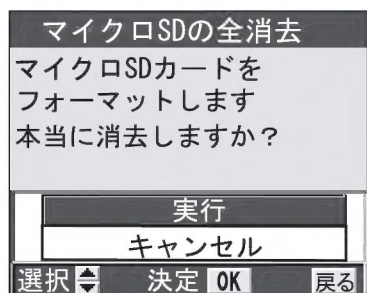 マイクロSDの全消去
マイクロSDカードを
フォーマットします
本当に消去しますか？
実行
キャンセル
選択 決定 OK 戻る